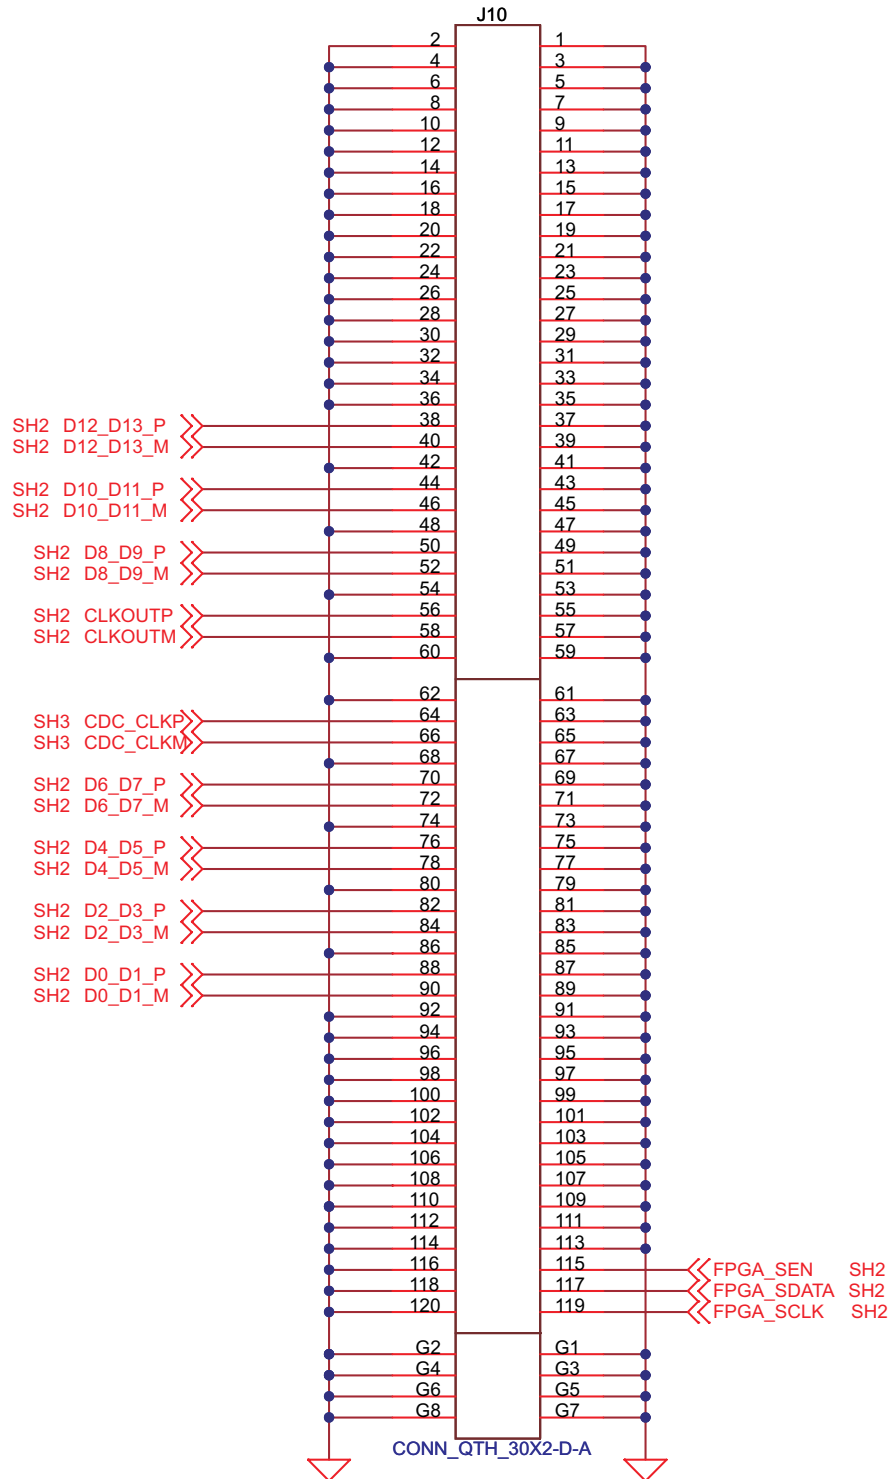 J10
2 1
4 3
6 5
8 7
10 9
12 11
14 13
16 15
18 17
20 19
22 21
24 23
26 25
28 27
30 29
32 31
34 33
36 35
SH2 D12_D13_P 38 37
SH2 D12_D13_M 40 39
42 41
SH2 D10_D11_P 44 43
SH2 D10_D11_M 46 45
48 47
SH2 D8_D9_P 50 49
SH2 D8_D9_M 52 51
54 53
SH2 CLKOUTP 56 55
SH2 CLKOUTM 58 57
60 59
62 61
SH3 CDC_CLKP 64 63
SH3 CDC_CLKM 66 65
68 67
SH2 D6_D7_P 70 69
SH2 D6_D7_M 72 71
74 73
SH2 D4_D5_P 76 75
SH2 D4_D5_M 78 77
80 79
SH2 D2_D3_P 82 81
SH2 D2_D3_M 84 83
86 85
SH2 D0_D1_P 88 87
SH2 D0_D1_M 90 89
92 91
94 93
96 95
98 97
100 99
102 101
104 103
106 105
108 107
110 109
112 111
114 113
116 115 FPGA_SEN SH2
118 117 FPGA_SDATA SH2
120 119 FPGA_SCLK SH2
G2 G1
G4 G3
G6 G5
G8 G7
CONN_QTH_30X2-D-A